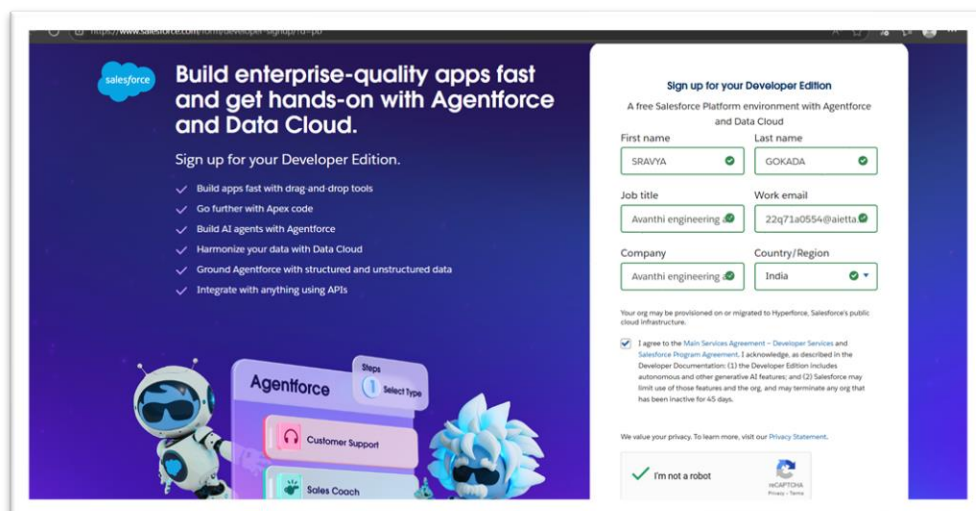 https://www.salesforce.com/form/developer-signup/?d=pb
salesforce
Build enterprise-quality apps fast
and get hands-on with Agentforce
and Data Cloud.
Sign up for your Developer Edition.
Build apps fast with drag-and-drop tools
Go further with Apex code
Build AI agents with Agentforce
Harmonize your data with Data Cloud
Ground Agentforce with structured and unstructured data
Integrate with anything using APIs
Agentforce
Steps
1 Select Type
Customer Support
Sales Coach
Sign up for your Developer Edition
A free Salesforce Platform environment with Agentforce
and Data Cloud
First name Last name
SRAVYA GOKADA
Job title Work email
Avanthi engineering 22q71a0554@aietta
Company Country/Region
Avanthi engineering India
Your org may be provisioned on or migrated to Hyperforce, Salesforce's public
cloud infrastructure.
I agree to the Main Services Agreement – Developer Services and
Salesforce Program Agreement. I acknowledge, as described in the
Developer Documentation: (1) the Developer Edition includes
autonomous and other generative AI features; and (2) Salesforce may
limit use of those features and the org, and may terminate any org that
has been inactive for 45 days.
We value your privacy. To learn more, visit our Privacy Statement.
I'm not a robot
reCAPTCHA
Privacy - Terms